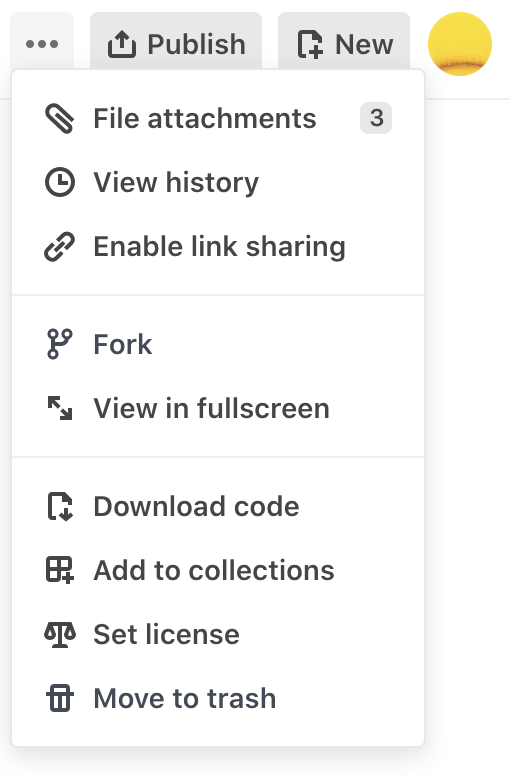 Publish
New
File attachments 3
View history
Enable link sharing
Fork
View in fullscreen
Download code
Add to collections
Set license
Move to trash